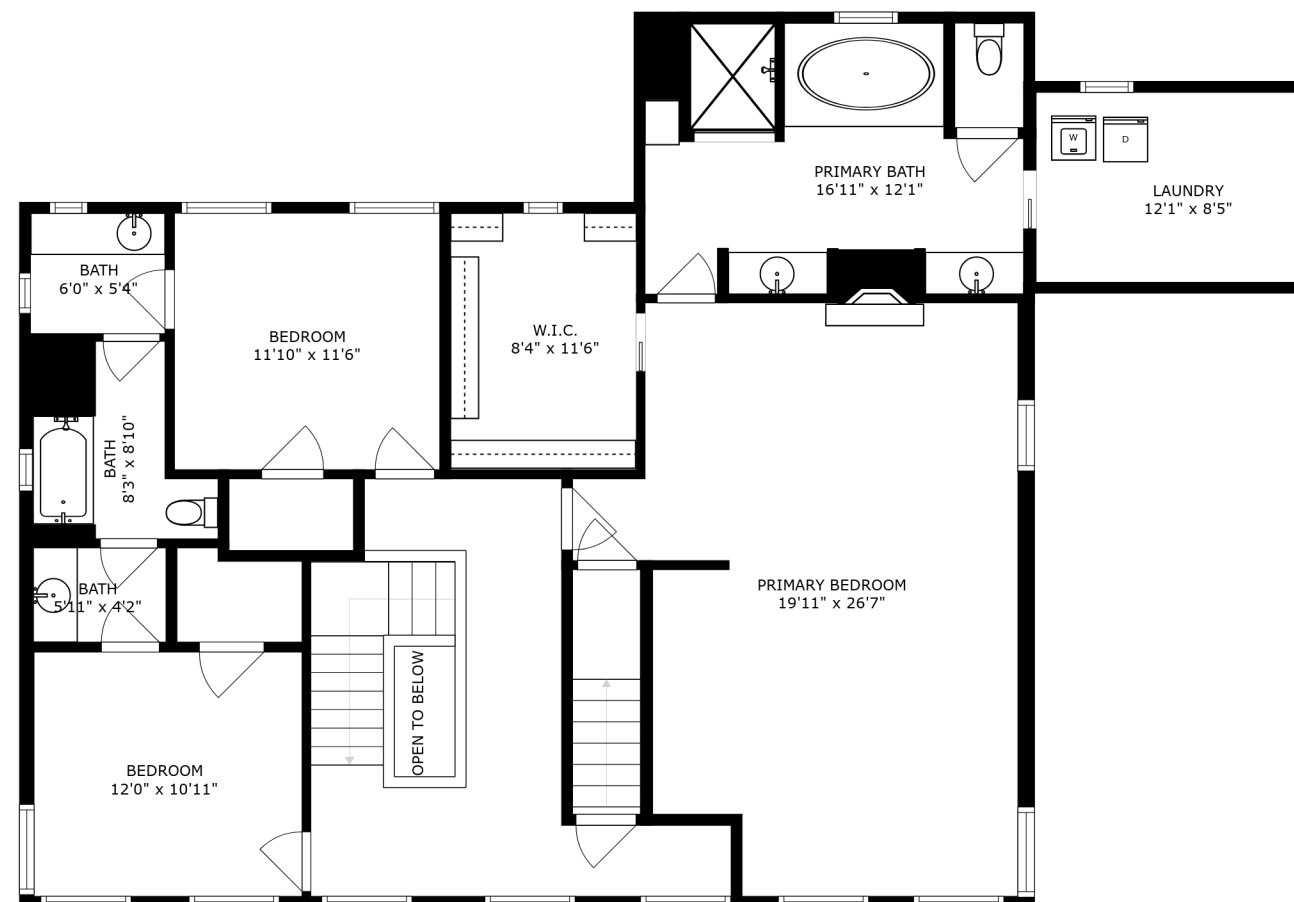 PRIMARY BATH
16'11" x 12'1"
W
D
LAUNDRY
12'1" x 8'5"
BATH
6'0" x 5'4"
BEDROOM
11'10" x 11'6"
W.I.C.
8'4" x 11'6"
BATH
8'3" x 8'10"
BATH
5'11" x 4'2"
PRIMARY BEDROOM
19'11" x 26'7"
OPEN TO BELOW
BEDROOM
12'0" x 10'11"